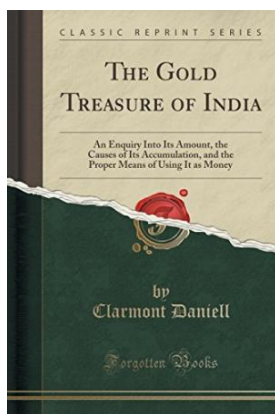 CLASSIC REPRINT SERIES
THE GOLD
TREASURE OF INDIA
An Enquiry Into Its Amount, the
Causes of Its Accumulation, and the
Proper Means of Using It as Money
by
Clarmont Daniell
Forgotten Books